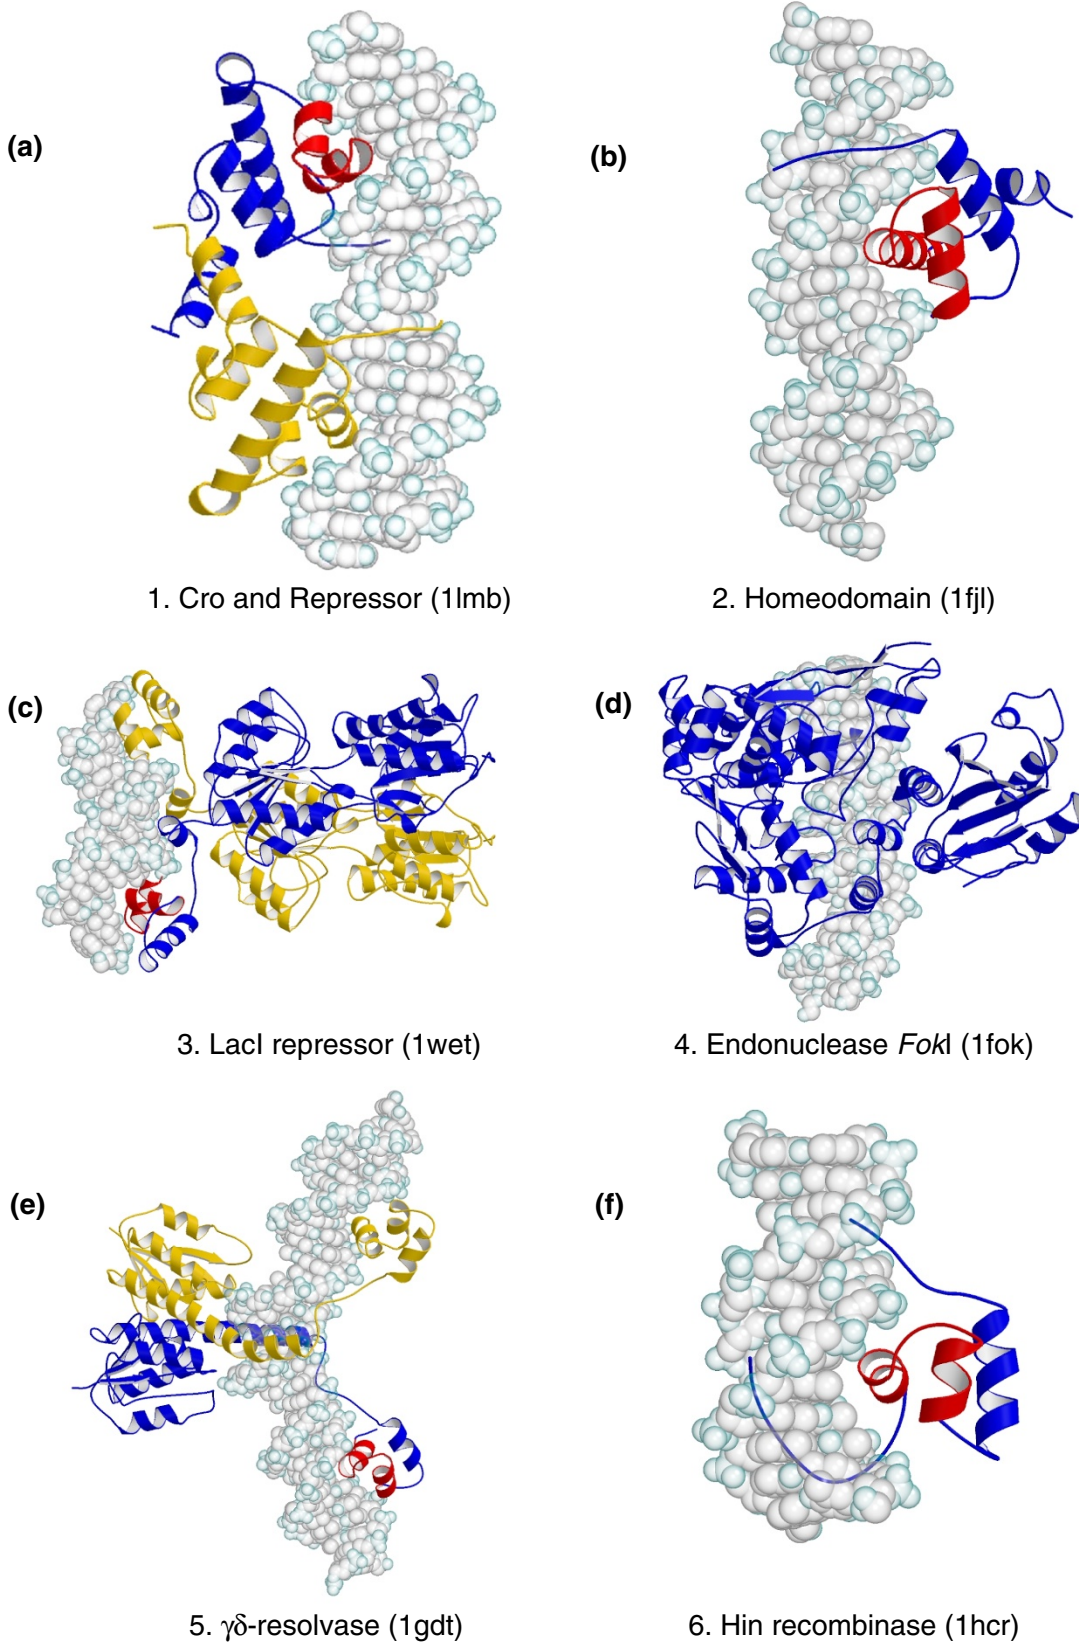 (a)
(b)
1. Cro and Repressor (1lmb)
2. Homeodomain (1fjl)
(c)
(d)
3. LacI repressor (1wet)
4. Endonuclease FokI (1fok)
(e)
(f)
5. γδ-resolvase (1gdt)
6. Hin recombinase (1hcr)